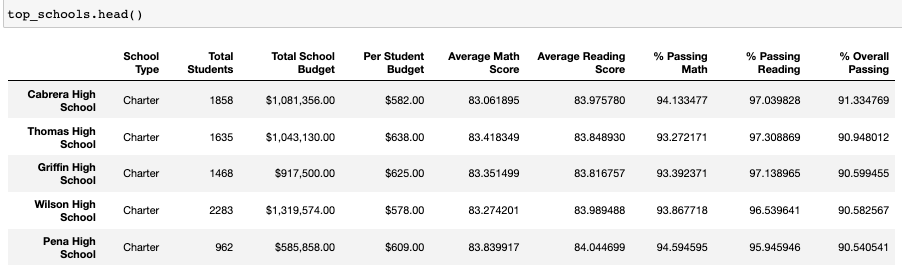 top_schools.head()
School Type Total Students Total School Budget Per Student Budget Average Math Score Average Reading Score % Passing Math % Passing Reading % Overall Passing
Cabrera High School Charter 1858 $1,081,356.00 $582.00 83.061895 83.975780 94.133477 97.039828 91.334769
Thomas High School Charter 1635 $1,043,130.00 $638.00 83.418349 83.848930 93.272171 97.308869 90.948012
Griffin High School Charter 1468 $917,500.00 $625.00 83.351499 83.816757 93.392371 97.138965 90.599455
Wilson High School Charter 2283 $1,319,574.00 $578.00 83.274201 83.989488 93.867718 96.539641 90.582567
Pena High School Charter 962 $585,858.00 $609.00 83.839917 84.044699 94.594595 95.945946 90.540541